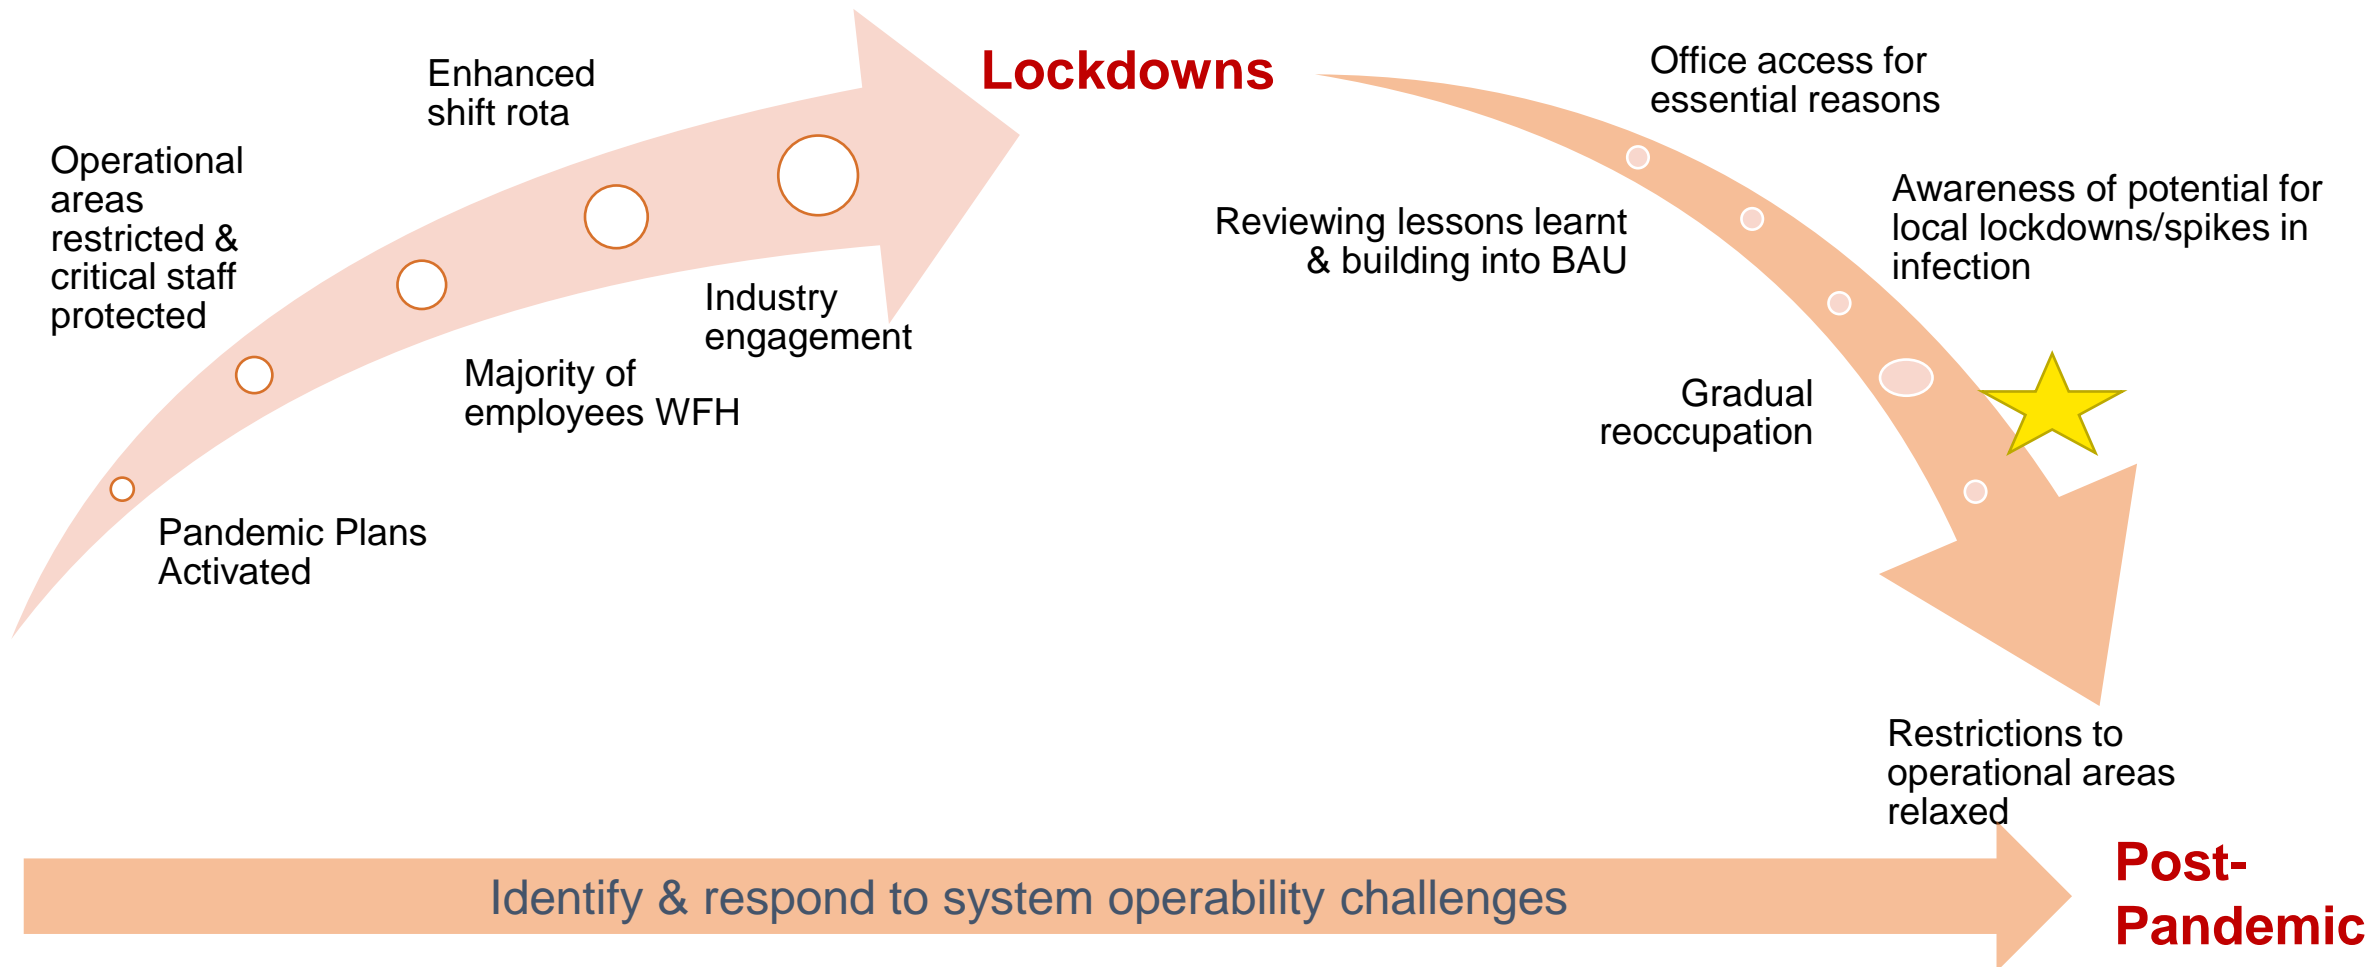 Pandemic Plans
Activated
Operational
areas
restricted &
critical staff
protected
Majority of
employees WFH
Enhanced
shift rota
Industry
engagement
Lockdowns
Office access for
essential reasons
Reviewing lessons learnt
& building into BAU
Awareness of potential for
local lockdowns/spikes in
infection
Gradual
reoccupation
Restrictions to
operational areas
relaxed
Identify & respond to system operability challenges
Post-
Pandemic